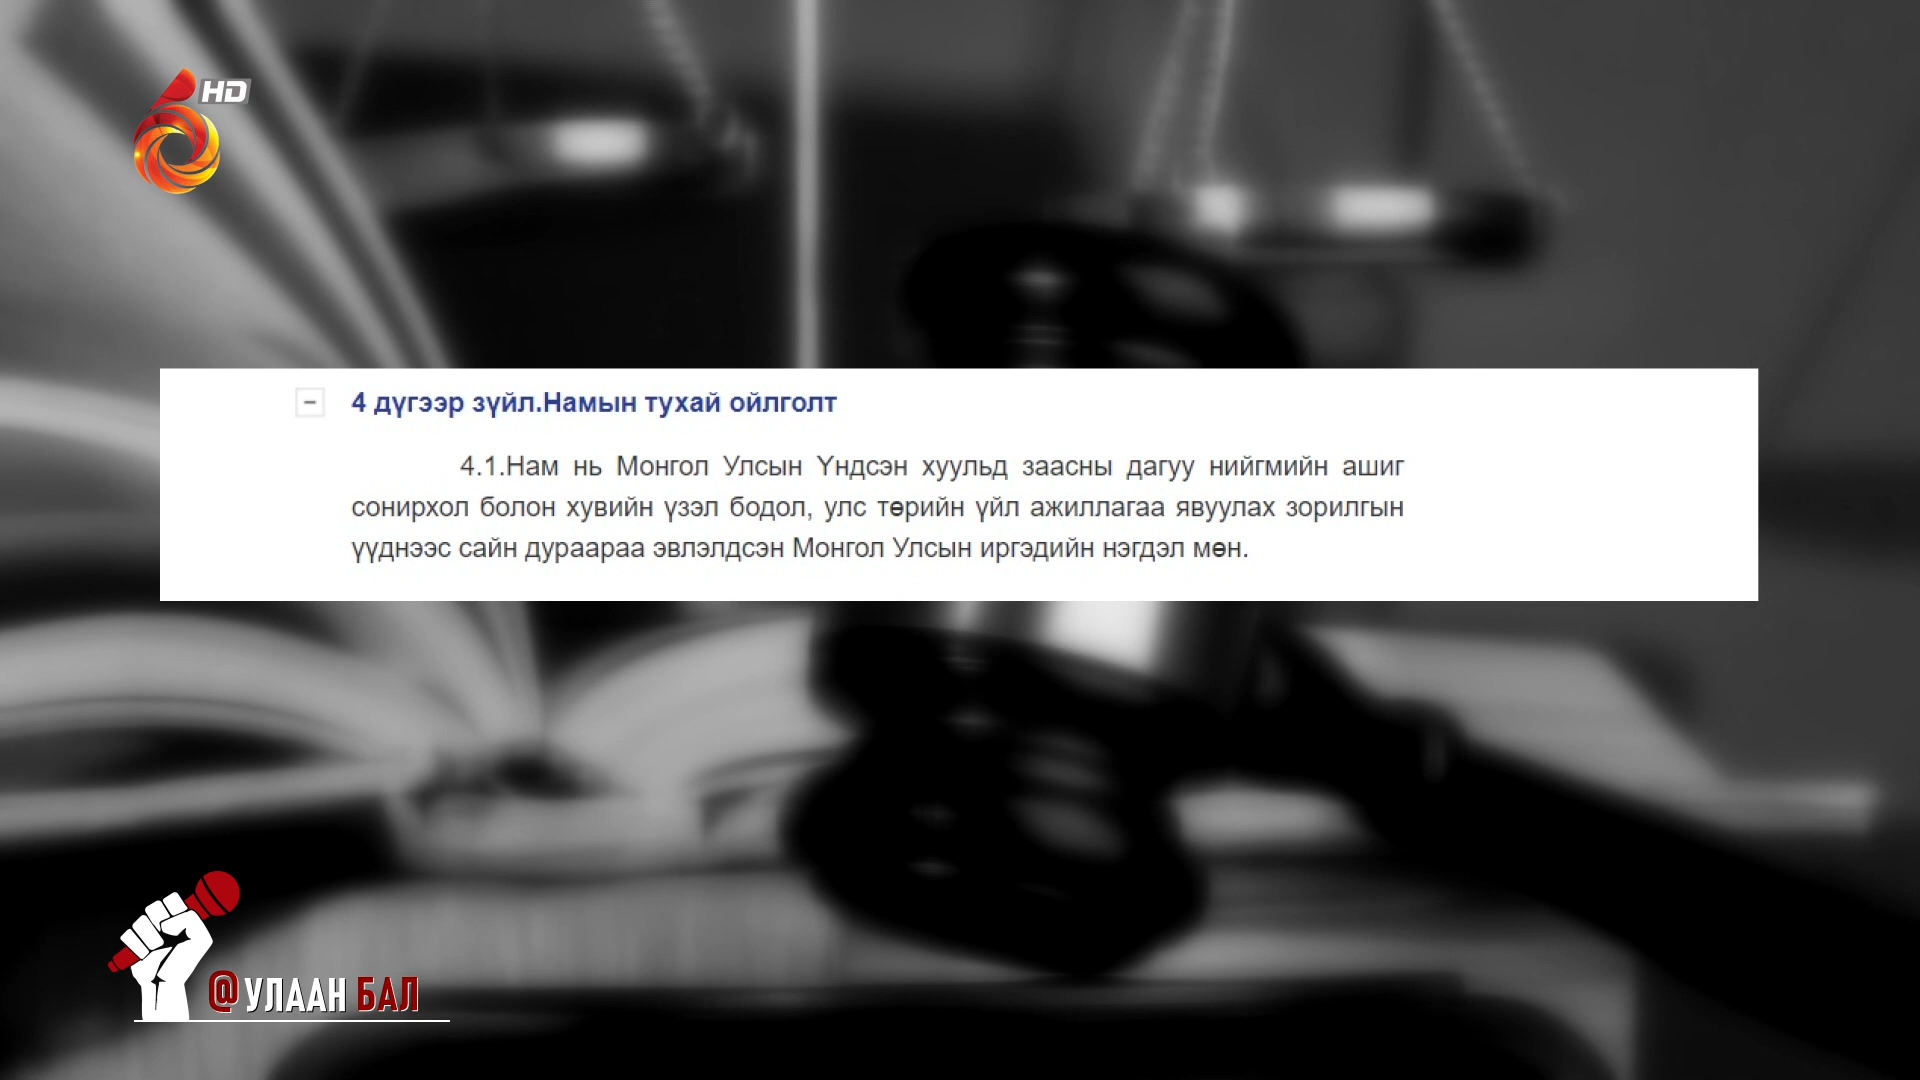 HD
4 дүгээр зүйл.Намын тухай ойлголт
4.1.Нам нь Монгол Улсын Үндсэн хуульд заасны дагуу нийгмийн ашиг
сонирхол болон хувийн үзэл бодол, улс төрийн үйл ажиллагаа явуулах зорилгын
үүднээс сайн дураараа эвлэлдсэн Монгол Улсын иргэдийн нэгдэл мөн.
@УЛААН БАЛ